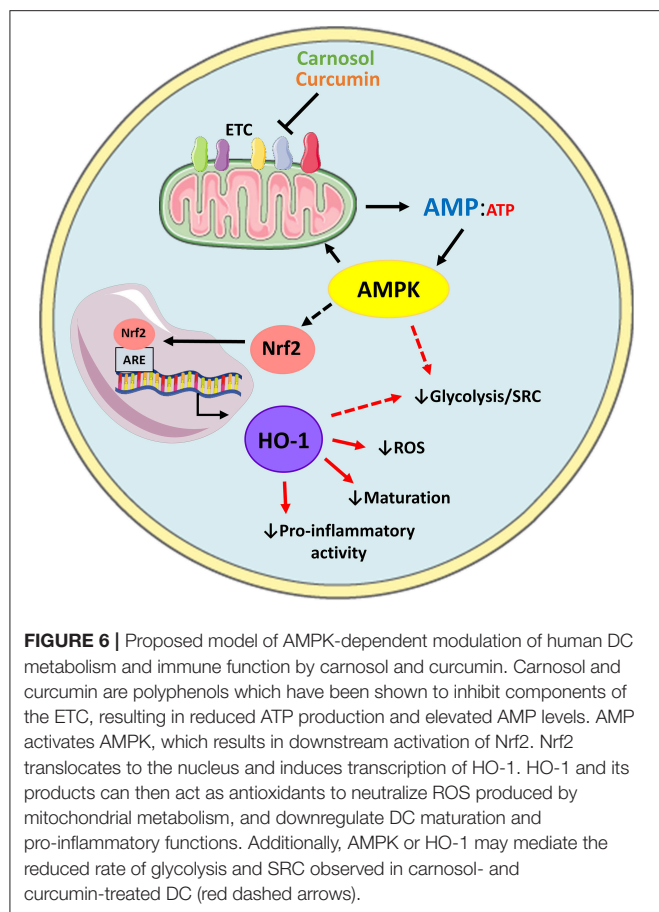 Carnosol
Curcumin
ETC
AMP:ATP
AMPK
Nrf2
ARE
Nrf2
↓Glycolysis/SRC
HO-1
↓ROS
↓Maturation
↓Pro-inflammatory
activity
FIGURE 6 | Proposed model of AMPK-dependent modulation of human DC
metabolism and immune function by carnosol and curcumin. Carnosol and
curcumin are polyphenols which have been shown to inhibit components of
the ETC, resulting in reduced ATP production and elevated AMP levels. AMP
activates AMPK, which results in downstream activation of Nrf2. Nrf2
translocates to the nucleus and induces transcription of HO-1. HO-1 and its
products can then act as antioxidants to neutralize ROS produced by
mitochondrial metabolism, and downregulate DC maturation and
pro-inflammatory functions. Additionally, AMPK or HO-1 may mediate the
reduced rate of glycolysis and SRC observed in carnosol- and
curcumin-treated DC (red dashed arrows).